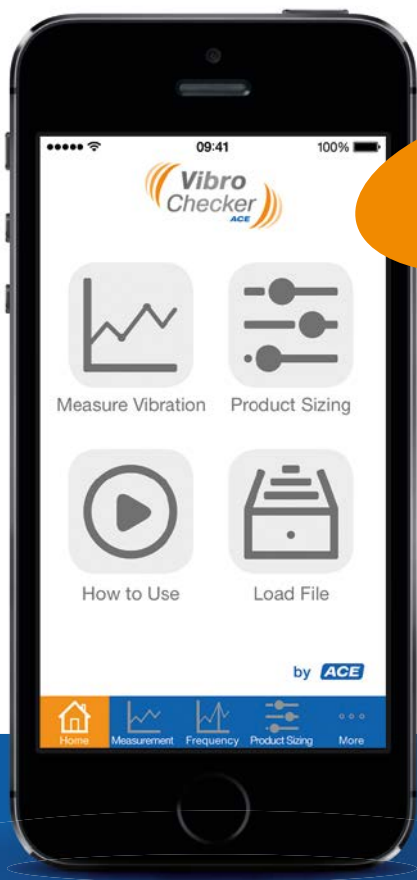 09:41 100%
Vibro
Checker
ACE
Measure Vibration Product Sizing
How to Use Load File
by ACE
Home Measurement Frequency Product Sizing More